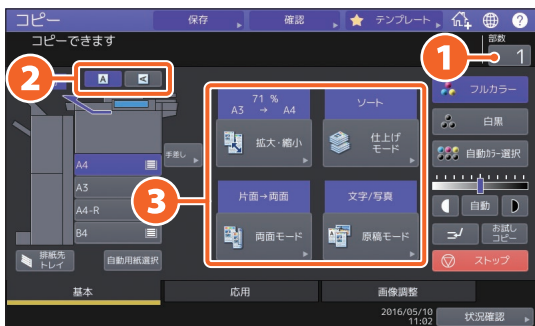 コピー
保存
確認
テンプレート
?
コピーできます
部数
1
1
2
A
A
71 %
A3 → A4
ソート
フルカラー
拡大・縮小
仕上げ
モード
白黒
自動カラー選択
手差し
A4
A3
A4-R
B4
3
片面→両面
文字/写真
両面モード
原稿モード
自動
お試し
コピー
排紙先
トレイ
自動用紙選択
ストップ
基本
応用
画像調整
2016/05/10
11:02
状況確認